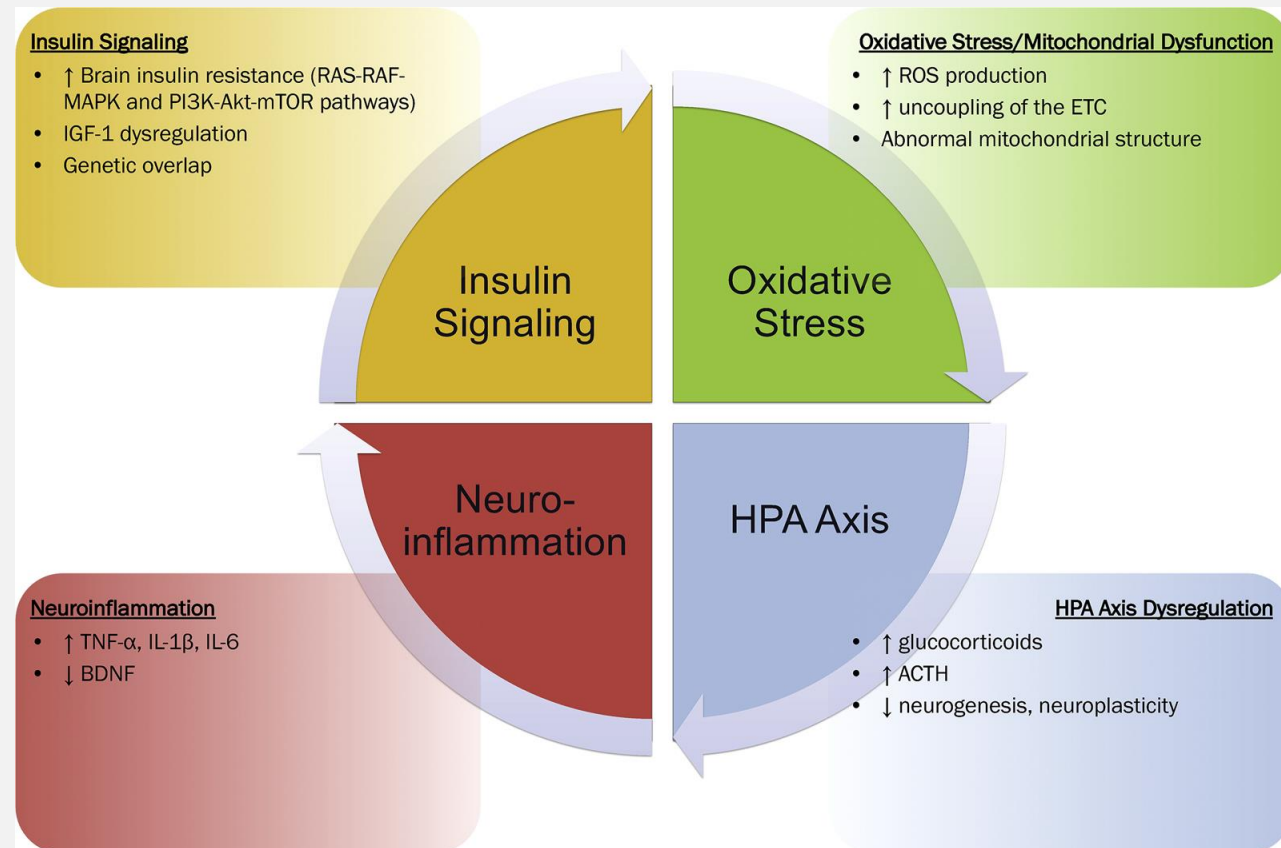 Insulin Signaling
• ↑ Brain insulin resistance (RAS-RAF-
MAPK and PI3K-Akt-mTOR pathways)
• IGF-1 dysregulation
• Genetic overlap
Oxidative Stress/Mitochondrial Dysfunction
• ↑ ROS production
• ↑ uncoupling of the ETC
• Abnormal mitochondrial structure
Insulin
Signaling
Oxidative
Stress
Neuro-
inflammation
HPA Axis
Neuroinflammation
• ↑ TNF-α, IL-1β, IL-6
• ↓ BDNF
HPA Axis Dysregulation
• ↑ glucocorticoids
• ↑ ACTH
• ↓ neurogenesis, neuroplasticity